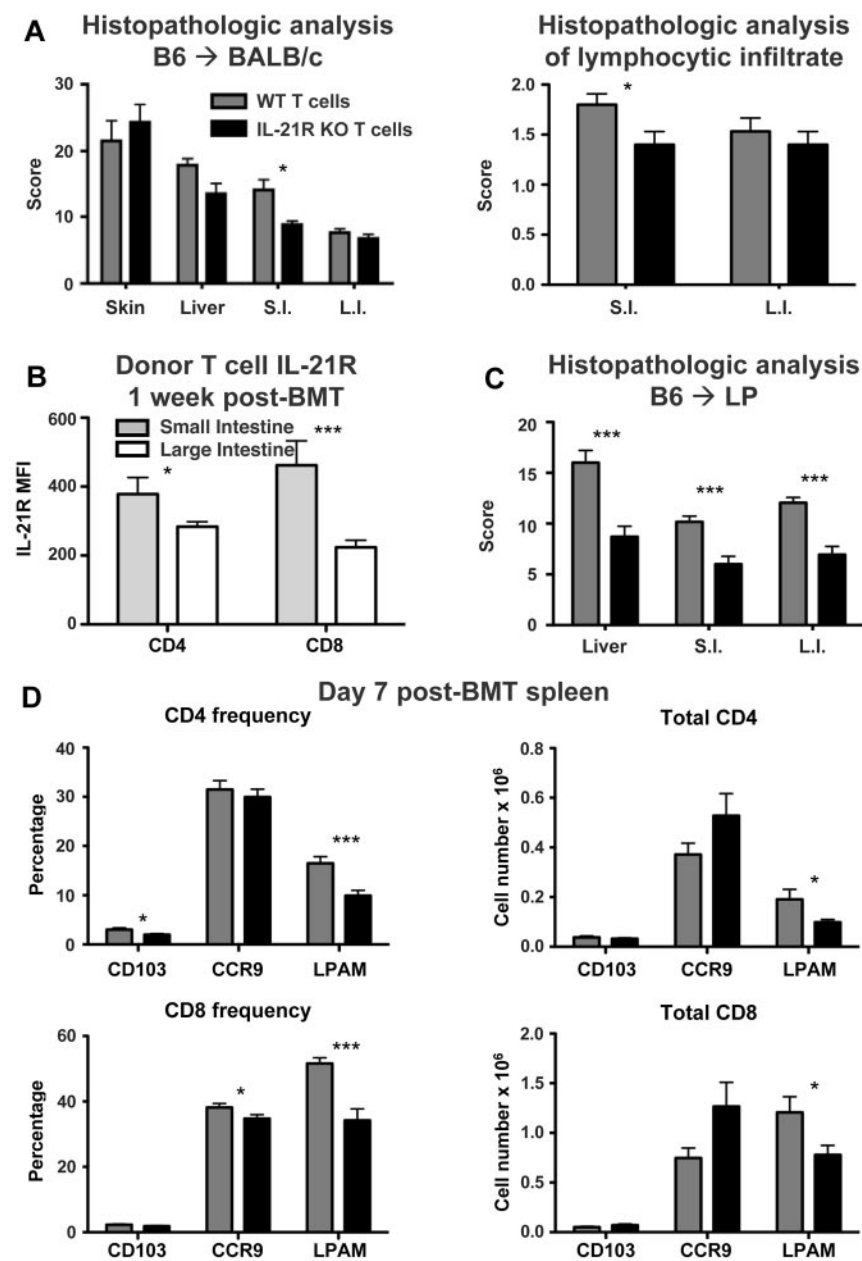 A
Histopathologic analysis
B6 → BALB/c
Score
30
20
10
0
WT T cells
IL-21R KO T cells
*
Skin Liver S.I. L.I.
Histopathologic analysis
of lymphocytic infiltrate
Score
2.0
1.5
1.0
0.5
0.0
*
S.I. L.I.
B
Donor T cell IL-21R
1 week post-BMT
IL-21R MFI
600
400
200
0
Small Intestine
Large Intestine
* ***
CD4 CD8
C
Histopathologic analysis
B6 → LP
Score
20
15
10
5
0
*** *** ***
Liver S.I. L.I.
D
Day 7 post-BMT spleen
CD4 frequency
Percentage
40
30
20
10
0
* ***
CD103 CCR9 LPAM
Total CD4
Cell number x 10⁶
0.8
0.6
0.4
0.2
0.0
*
CD103 CCR9 LPAM
CD8 frequency
Percentage
60
40
20
0
* ***
CD103 CCR9 LPAM
Total CD8
Cell number x 10⁶
2.0
1.5
1.0
0.5
0.0
*
CD103 CCR9 LPAM